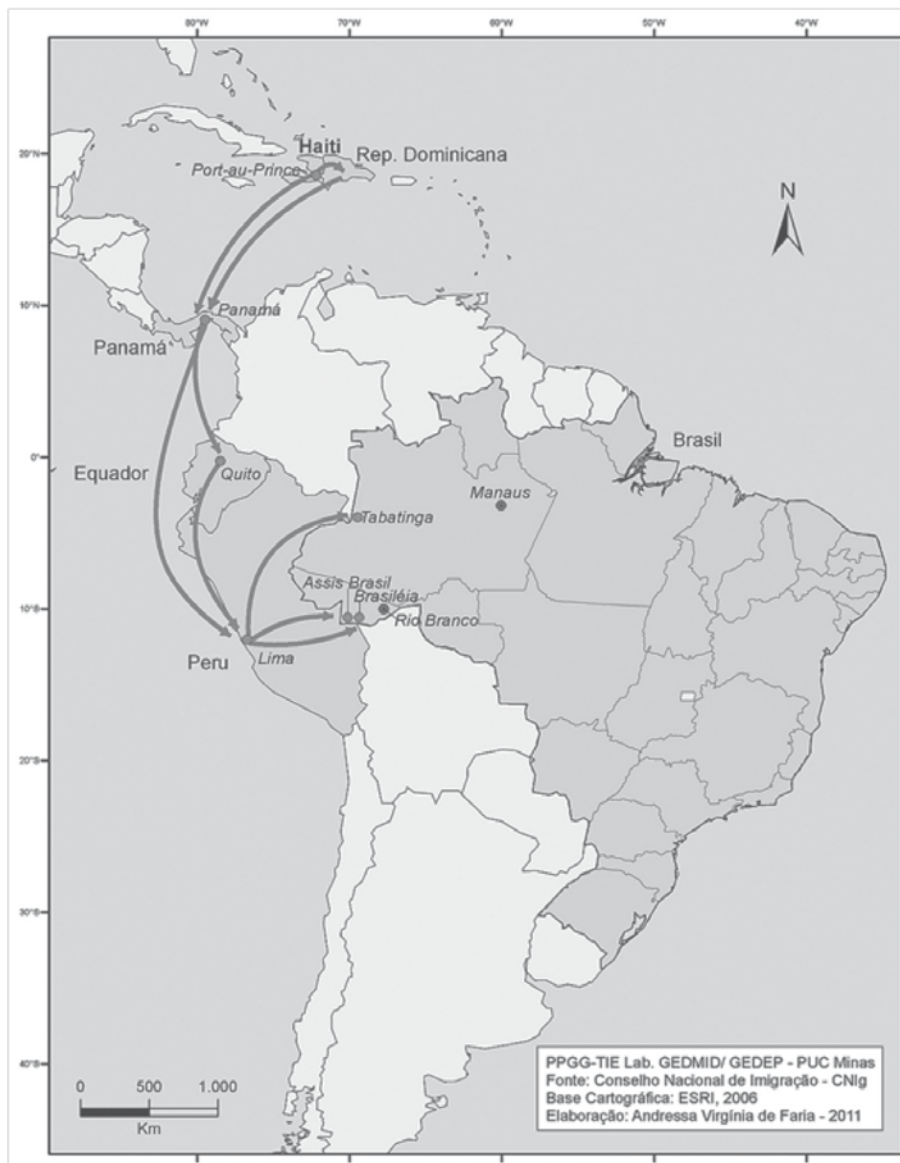 80°W 70°W 60°W 50°W 40°W
Haiti
20°N
Rep. Dominicana
Port-au-Prince
N
10°N
Panamá
Panamá
Brasil
0°
Equador
Quito
Manaus
Tabatinga
Assis Brasil
Brasiléia
10°S
Rio Branco
Peru
Lima
20°S
30°S
40°S
0 500 1.000
Km
PPGG-TIE Lab. GEDMID/ GEDEP - PUC Minas
Fonte: Conselho Nacional de Imigração - CNIg
Base Cartográfica: ESRI, 2006
Elaboração: Andressa Virgínia de Faria - 2011